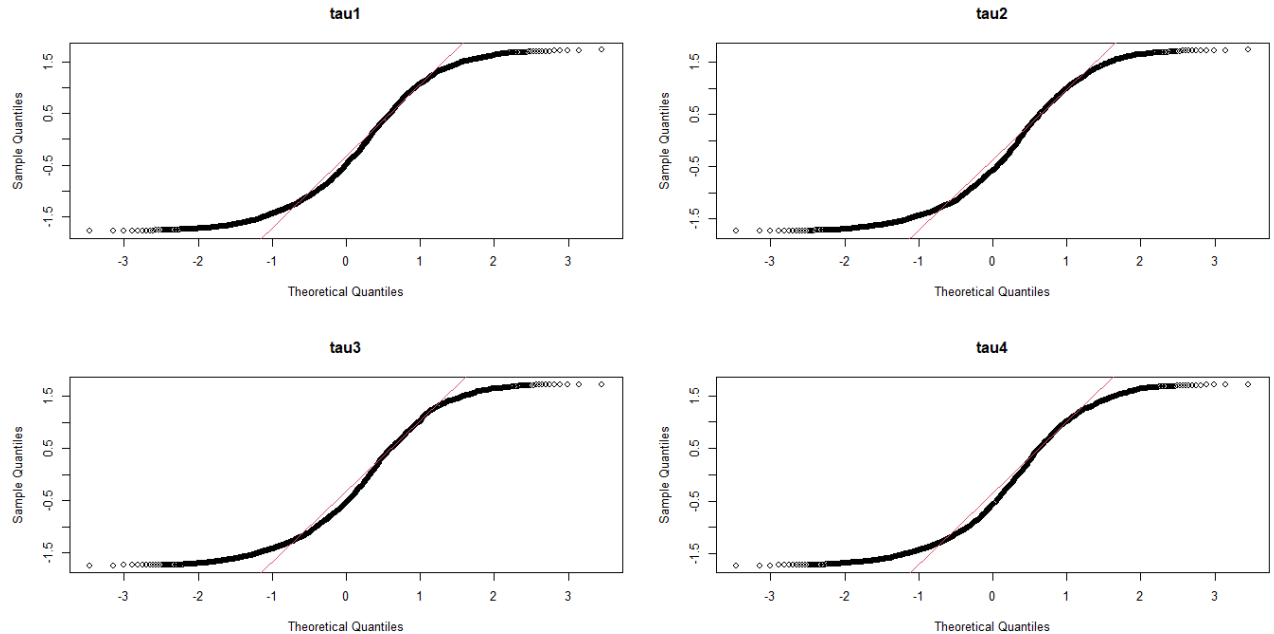 tau1
Sample Quantiles
1.5
0.5
-0.5
-1.5
-3 -2 -1 0 1 2 3
Theoretical Quantiles
tau2
Sample Quantiles
1.5
0.5
-0.5
-1.5
-3 -2 -1 0 1 2 3
Theoretical Quantiles
tau3
Sample Quantiles
1.5
0.5
-0.5
-1.5
-3 -2 -1 0 1 2 3
Theoretical Quantiles
tau4
Sample Quantiles
1.5
0.5
-0.5
-1.5
-3 -2 -1 0 1 2 3
Theoretical Quantiles